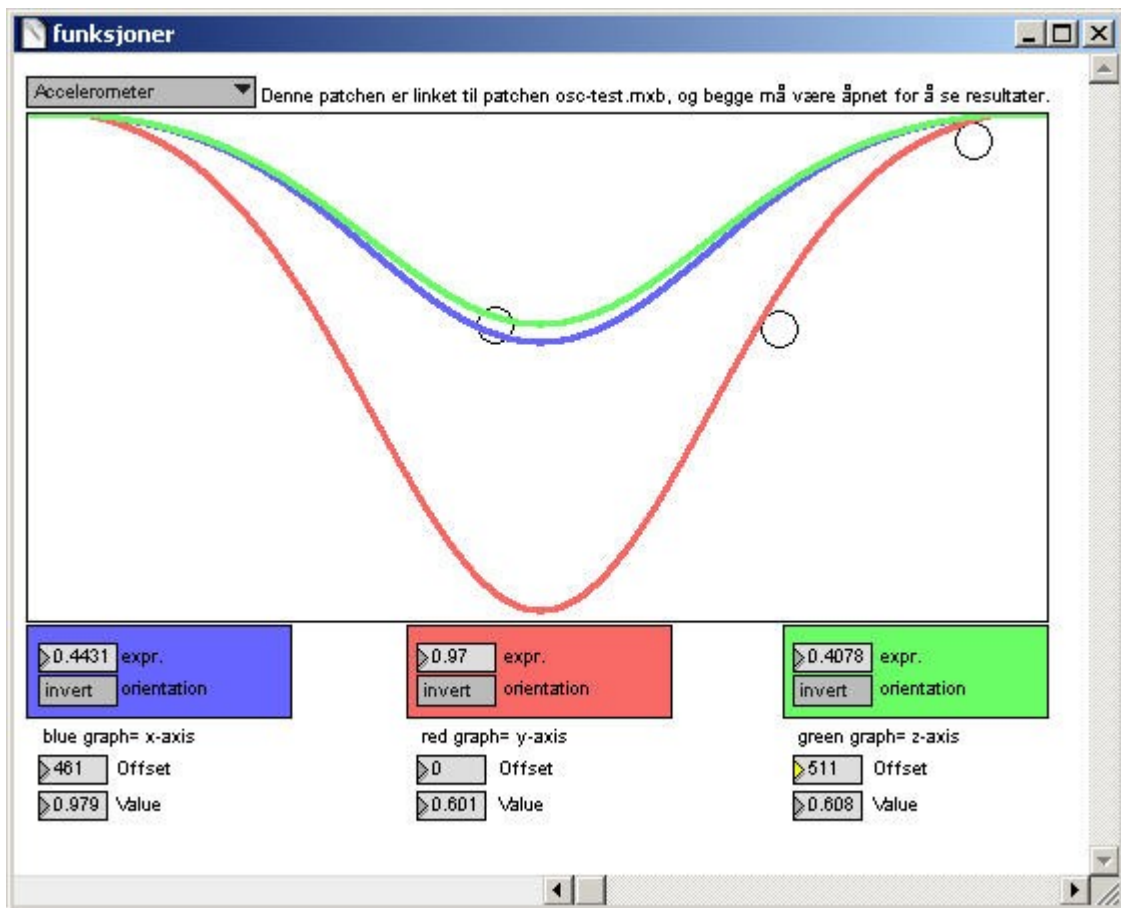 funksjoner
Accelerometer
Denne patchen er linket til patchen osc-test.mxb, og begge må være åpnet for å se resultater.
0.4431 expr. 0.97 expr. 0.4078 expr.
invert orientation invert orientation invert orientation
blue graph= x-axis red graph= y-axis green graph= z-axis
461 Offset 0 Offset 511 Offset
0.979 Value 0.601 Value 0.608 Value